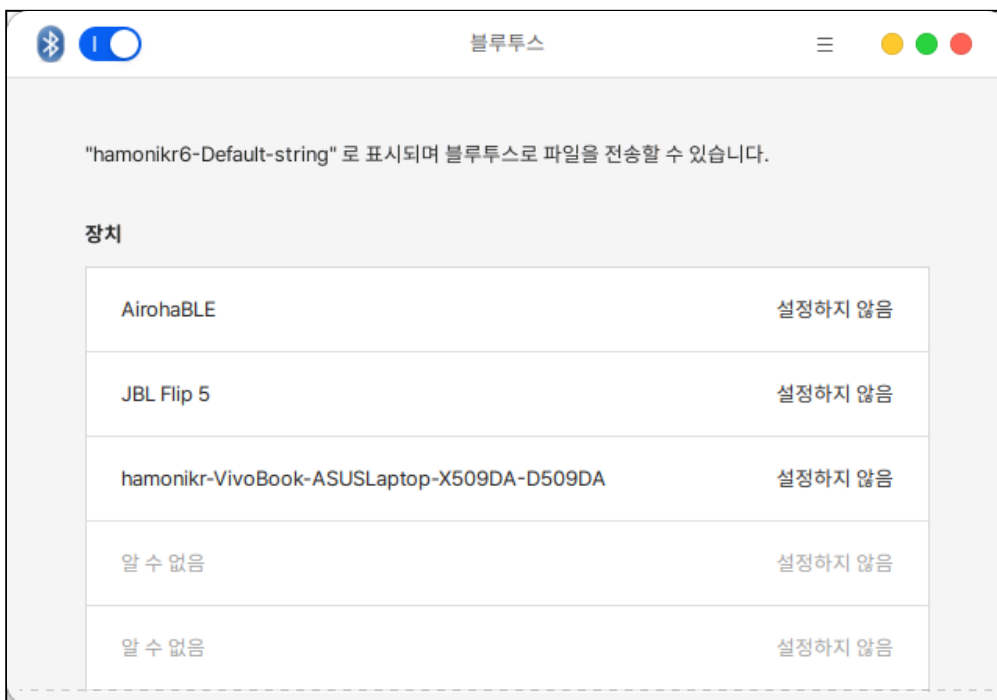 블루투스
"hamonikr6-Default-string" 로 표시되며 블루투스로 파일을 전송할 수 있습니다.
장치
AirohaBLE 설정하지 않음
JBL Flip 5 설정하지 않음
hamonikr-VivoBook-ASUSLaptop-X509DA-D509DA 설정하지 않음
알 수 없음 설정하지 않음
알 수 없음 설정하지 않음